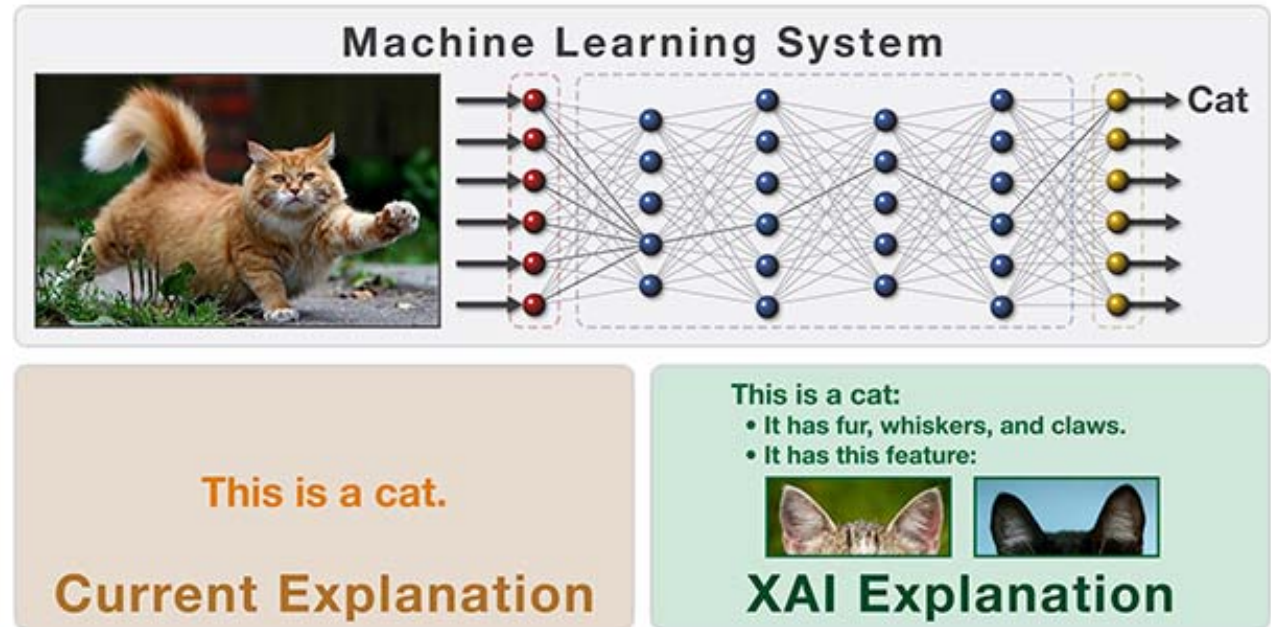 Machine Learning System
Cat
This is a cat.
Current Explanation
This is a cat:
• It has fur, whiskers, and claws.
• It has this feature:
XAI Explanation